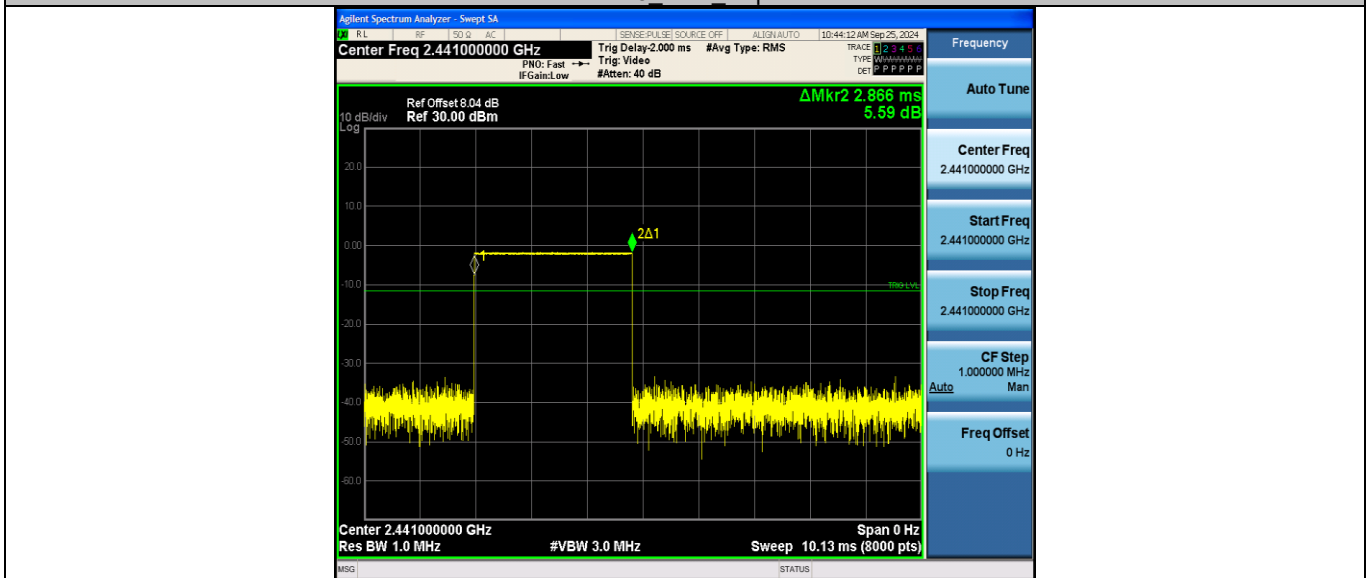 Agilent Spectrum Analyzer - Swept SA
LXI RL RF 50 Ω AC SENSE:PULSE SOURCE OFF ALIGNAUTO 10:44:12 AM Sep 25, 2024
Center Freq 2.441000000 GHz Trig Delay-2.000 ms #Avg Type: RMS TRACE 1 2 3 4 5 6
PNO: Fast Trig: Video TYPE WWWWWW
IFGain:Low #Atten: 40 dB DET P P P P P P
ΔMkr2 2.866 ms
5.59 dB
Ref Offset 8.04 dB
10 dB/div Ref 30.00 dBm
Log
20.0
10.0
0.00
-10.0
-20.0
-30.0
-40.0
-50.0
-60.0
2Δ1
1
TRIG LVL
Center 2.441000000 GHz Span 0 Hz
Res BW 1.0 MHz #VBW 3.0 MHz Sweep 10.13 ms (8000 pts)
MSG STATUS
Frequency
Auto Tune
Center Freq
2.441000000 GHz
Start Freq
2.441000000 GHz
Stop Freq
2.441000000 GHz
CF Step
1.000000 MHz
Auto Man
Freq Offset
0 Hz